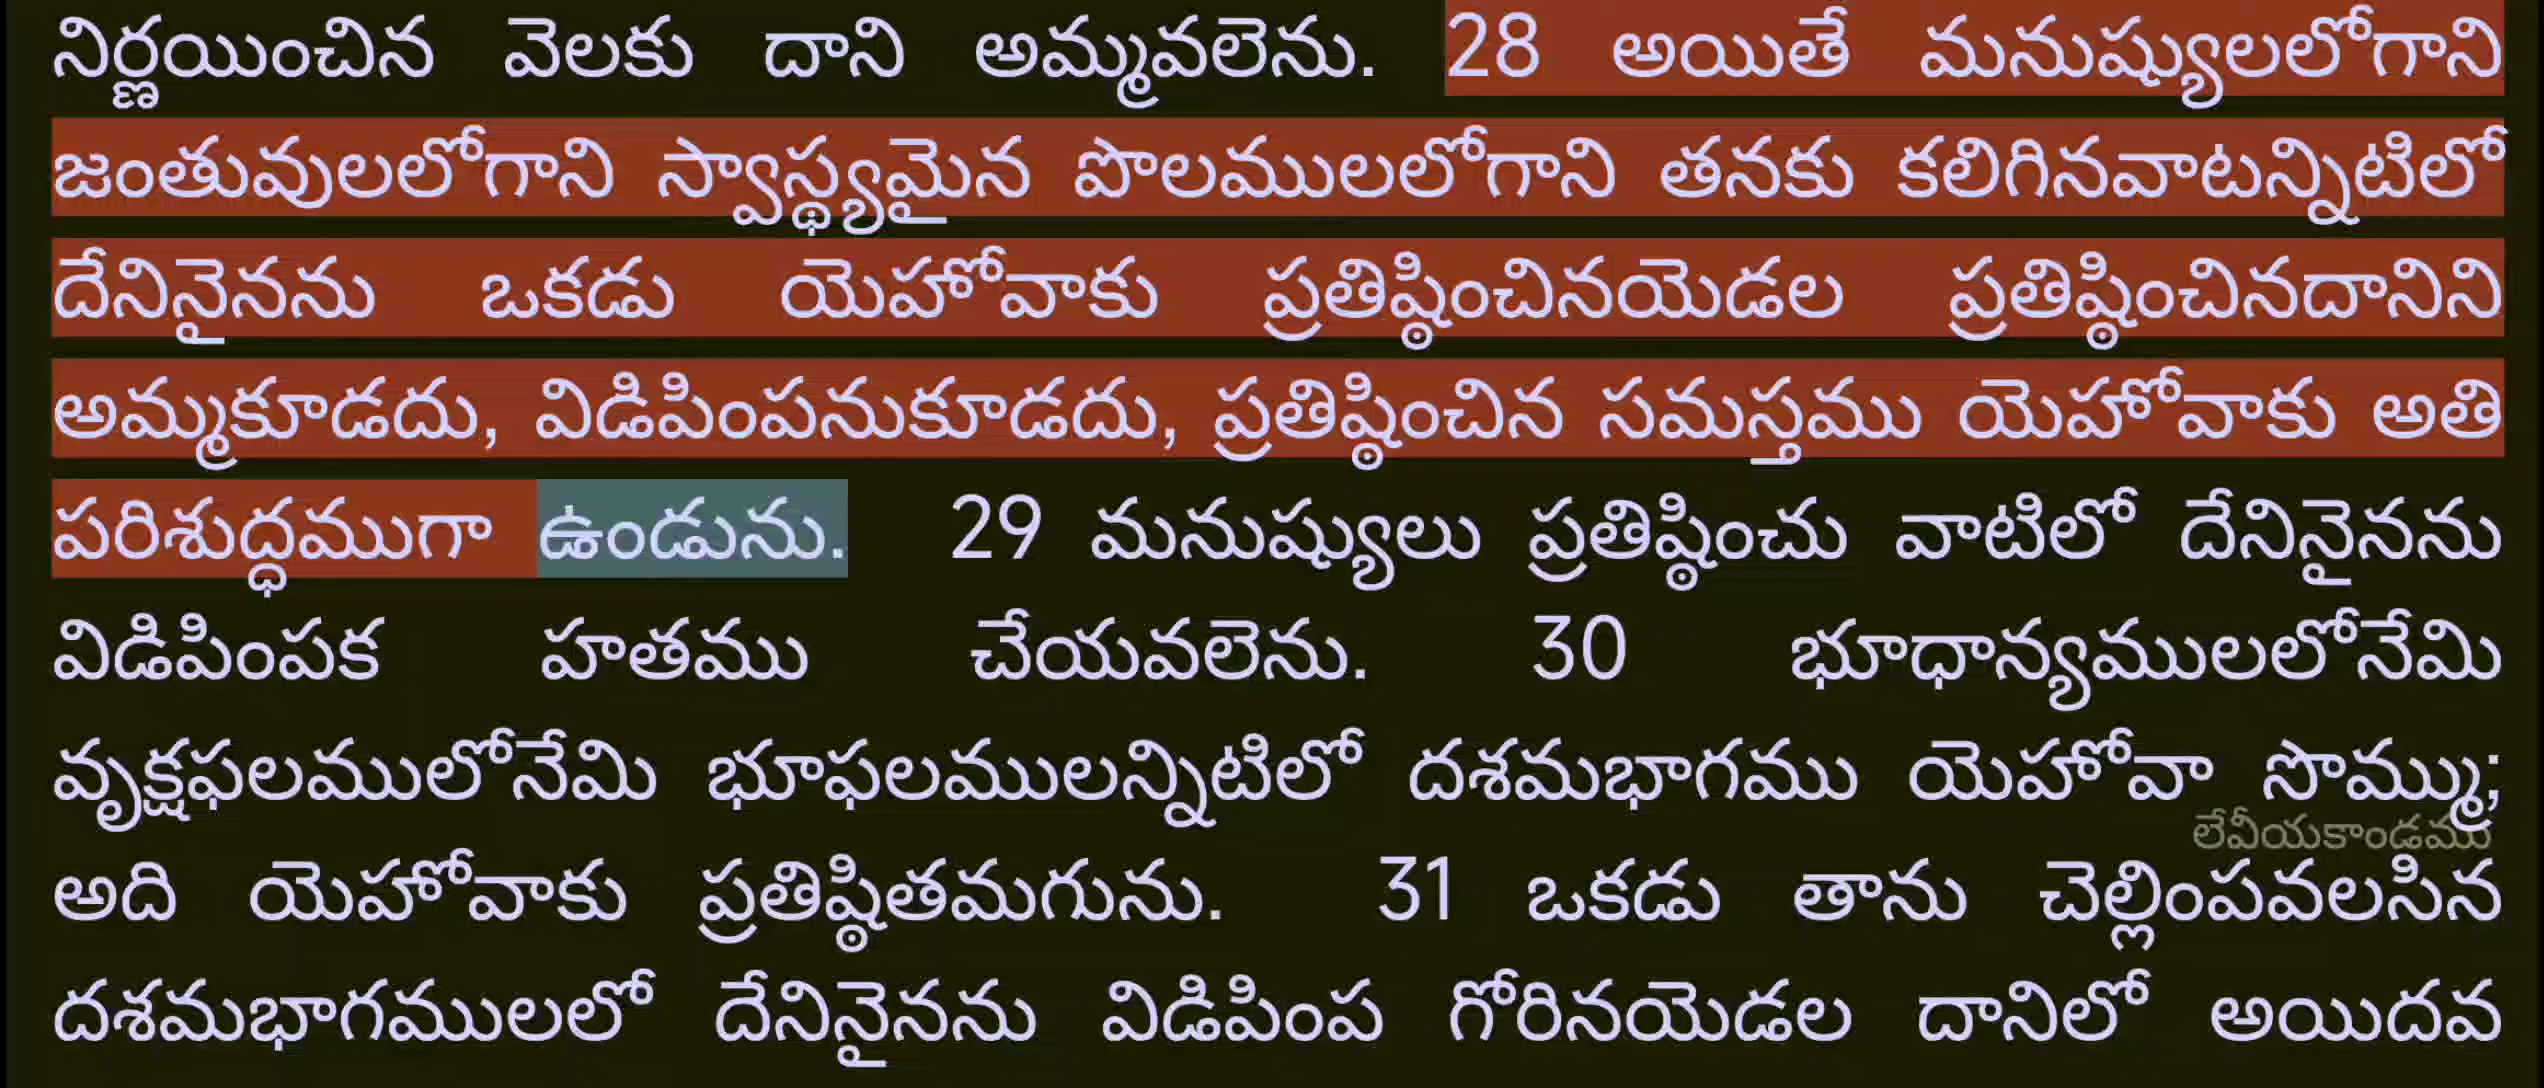 నిర్ణయించిన వెలకు దాని అమ్మవలెను. 28 అయితే మనుష్యులలోగాని
జంతువులలోగాని స్వాస్థ్యమైన పొలములలోగాని తనకు కలిగినవాటన్నిటిలో
దేనినైనను ఒకడు యెహోవాకు ప్రతిష్ఠించినయెడల ప్రతిష్ఠించినదానిని
అమ్మకూడదు, విడిపింపనుకూడదు, ప్రతిష్ఠించిన సమస్తము యెహోవాకు అతి
పరిశుద్ధముగా ఉండును. 29 మనుష్యులు ప్రతిష్ఠించు వాటిలో దేనినైనను
విడిపింపక హతము చేయవలెను. 30 భూధాన్యములలోనేమి
వృక్షఫలములోనేమి భూఫలములన్నిటిలో దశమభాగము యెహోవా సొమ్ము;
లేవీయకాండము
అది యెహోవాకు ప్రతిష్ఠితమగును. 31 ఒకడు తాను చెల్లింపవలసిన
దశమభాగములలో దేనినైనను విడిపింప గోరినయెడల దానిలో అయిదవ